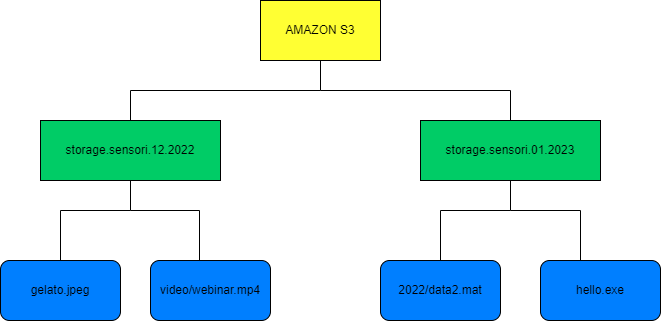 AMAZON S3
storage.sensori.12.2022
storage.sensori.01.2023
gelato.jpeg
video/webinar.mp4
2022/data2.mat
hello.exe